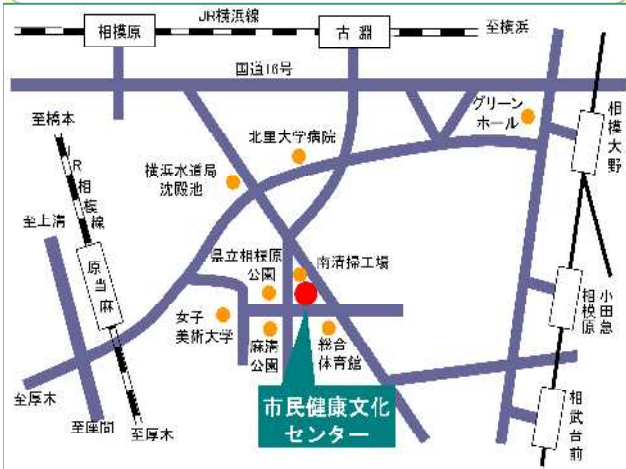 JR横浜線
相模原
古淵
至横浜
国道16号
グリーン
ホール
至橋本
北里大学病院
相模大野
横浜水道局
沈殿池
JR相模線
至上溝
県立相模原
公園
南清掃工場
原当麻
小田急
相模原
女子
美術大学
麻溝
公園
総合
体育館
至厚木
市民健康文化
センター
相武台前
至座間
至厚木